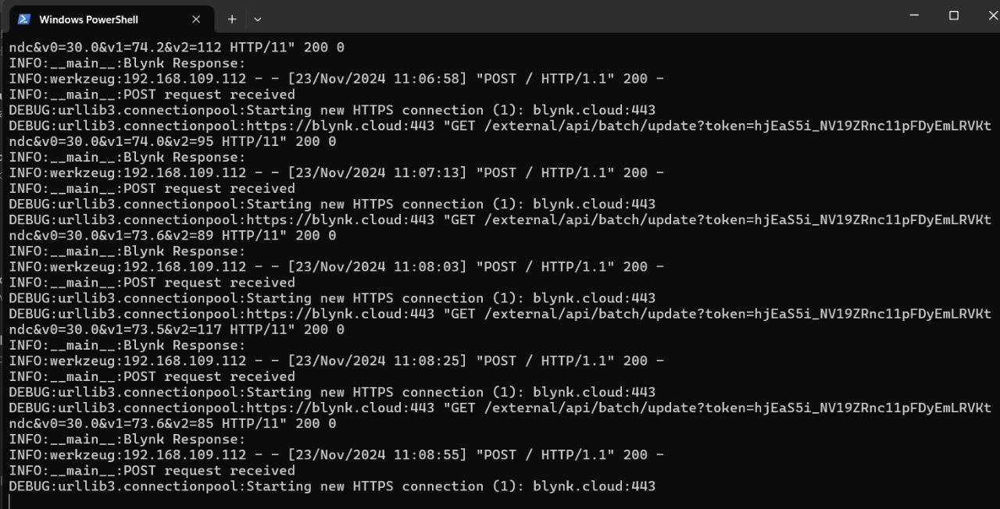 Windows PowerShell
ndc&v0=30.0&v1=74.2&v2=112 HTTP/11" 200 0
INFO:__main__:Blynk Response:
INFO:werkzeug:192.168.109.112 - - [23/Nov/2024 11:06:58] "POST / HTTP/1.1" 200 -
INFO:__main__:POST request received
DEBUG:urllib3.connectionpool:Starting new HTTPS connection (1): blynk.cloud:443
DEBUG:urllib3.connectionpool:https://blynk.cloud:443 "GET /external/api/batch/update?token=hjEaS5i_NV19ZRnc11pFDyEmLRVKt
ndc&v0=30.0&v1=74.0&v2=95 HTTP/11" 200 0
INFO:__main__:Blynk Response:
INFO:werkzeug:192.168.109.112 - - [23/Nov/2024 11:07:13] "POST / HTTP/1.1" 200 -
INFO:__main__:POST request received
DEBUG:urllib3.connectionpool:Starting new HTTPS connection (1): blynk.cloud:443
DEBUG:urllib3.connectionpool:https://blynk.cloud:443 "GET /external/api/batch/update?token=hjEaS5i_NV19ZRnc11pFDyEmLRVKt
ndc&v0=30.0&v1=73.6&v2=89 HTTP/11" 200 0
INFO:__main__:Blynk Response:
INFO:werkzeug:192.168.109.112 - - [23/Nov/2024 11:08:03] "POST / HTTP/1.1" 200 -
INFO:__main__:POST request received
DEBUG:urllib3.connectionpool:Starting new HTTPS connection (1): blynk.cloud:443
DEBUG:urllib3.connectionpool:https://blynk.cloud:443 "GET /external/api/batch/update?token=hjEaS5i_NV19ZRnc11pFDyEmLRVKt
ndc&v0=30.0&v1=73.5&v2=117 HTTP/11" 200 0
INFO:__main__:Blynk Response:
INFO:werkzeug:192.168.109.112 - - [23/Nov/2024 11:08:25] "POST / HTTP/1.1" 200 -
INFO:__main__:POST request received
DEBUG:urllib3.connectionpool:Starting new HTTPS connection (1): blynk.cloud:443
DEBUG:urllib3.connectionpool:https://blynk.cloud:443 "GET /external/api/batch/update?token=hjEaS5i_NV19ZRnc11pFDyEmLRVKt
ndc&v0=30.0&v1=73.6&v2=85 HTTP/11" 200 0
INFO:__main__:Blynk Response:
INFO:werkzeug:192.168.109.112 - - [23/Nov/2024 11:08:55] "POST / HTTP/1.1" 200 -
INFO:__main__:POST request received
DEBUG:urllib3.connectionpool:Starting new HTTPS connection (1): blynk.cloud:443